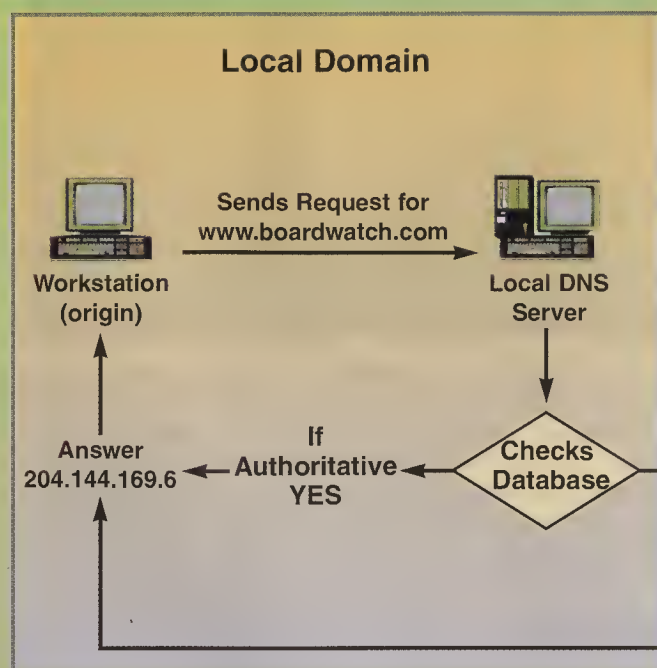 Local Domain
Sends Request for
www.boardwatch.com
Workstation
(origin)
Local DNS
Server
Answer
204.144.169.6
If
Authoritative
YES
Checks
Database